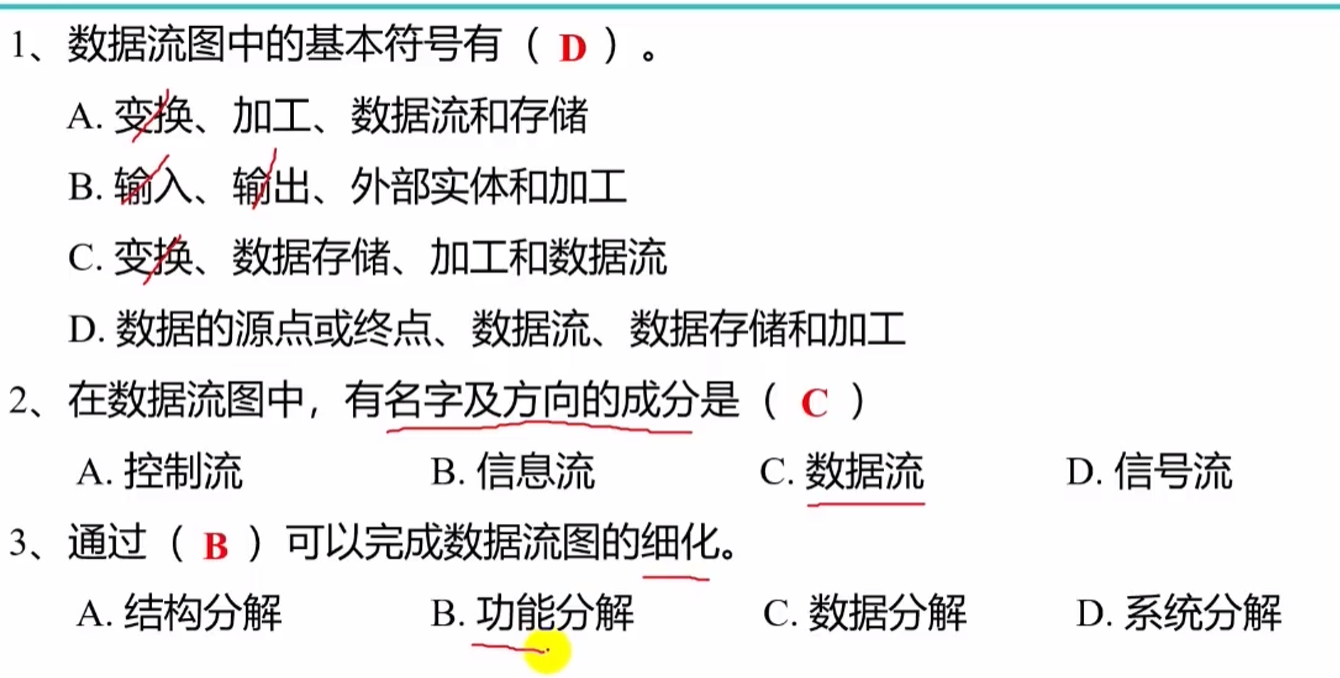 1、数据流图中的基本符号有（ D ）。
A. 变换、加工、数据流和存储
B. 输入、输出、外部实体和加工
C. 变换、数据存储、加工和数据流
D. 数据的源点或终点、数据流、数据存储和加工
2、在数据流图中，有名字及方向的成分是（ C ）
A. 控制流 B. 信息流 C. 数据流 D. 信号流
3、通过（ B ）可以完成数据流图的细化。
A. 结构分解 B. 功能分解 C. 数据分解 D. 系统分解